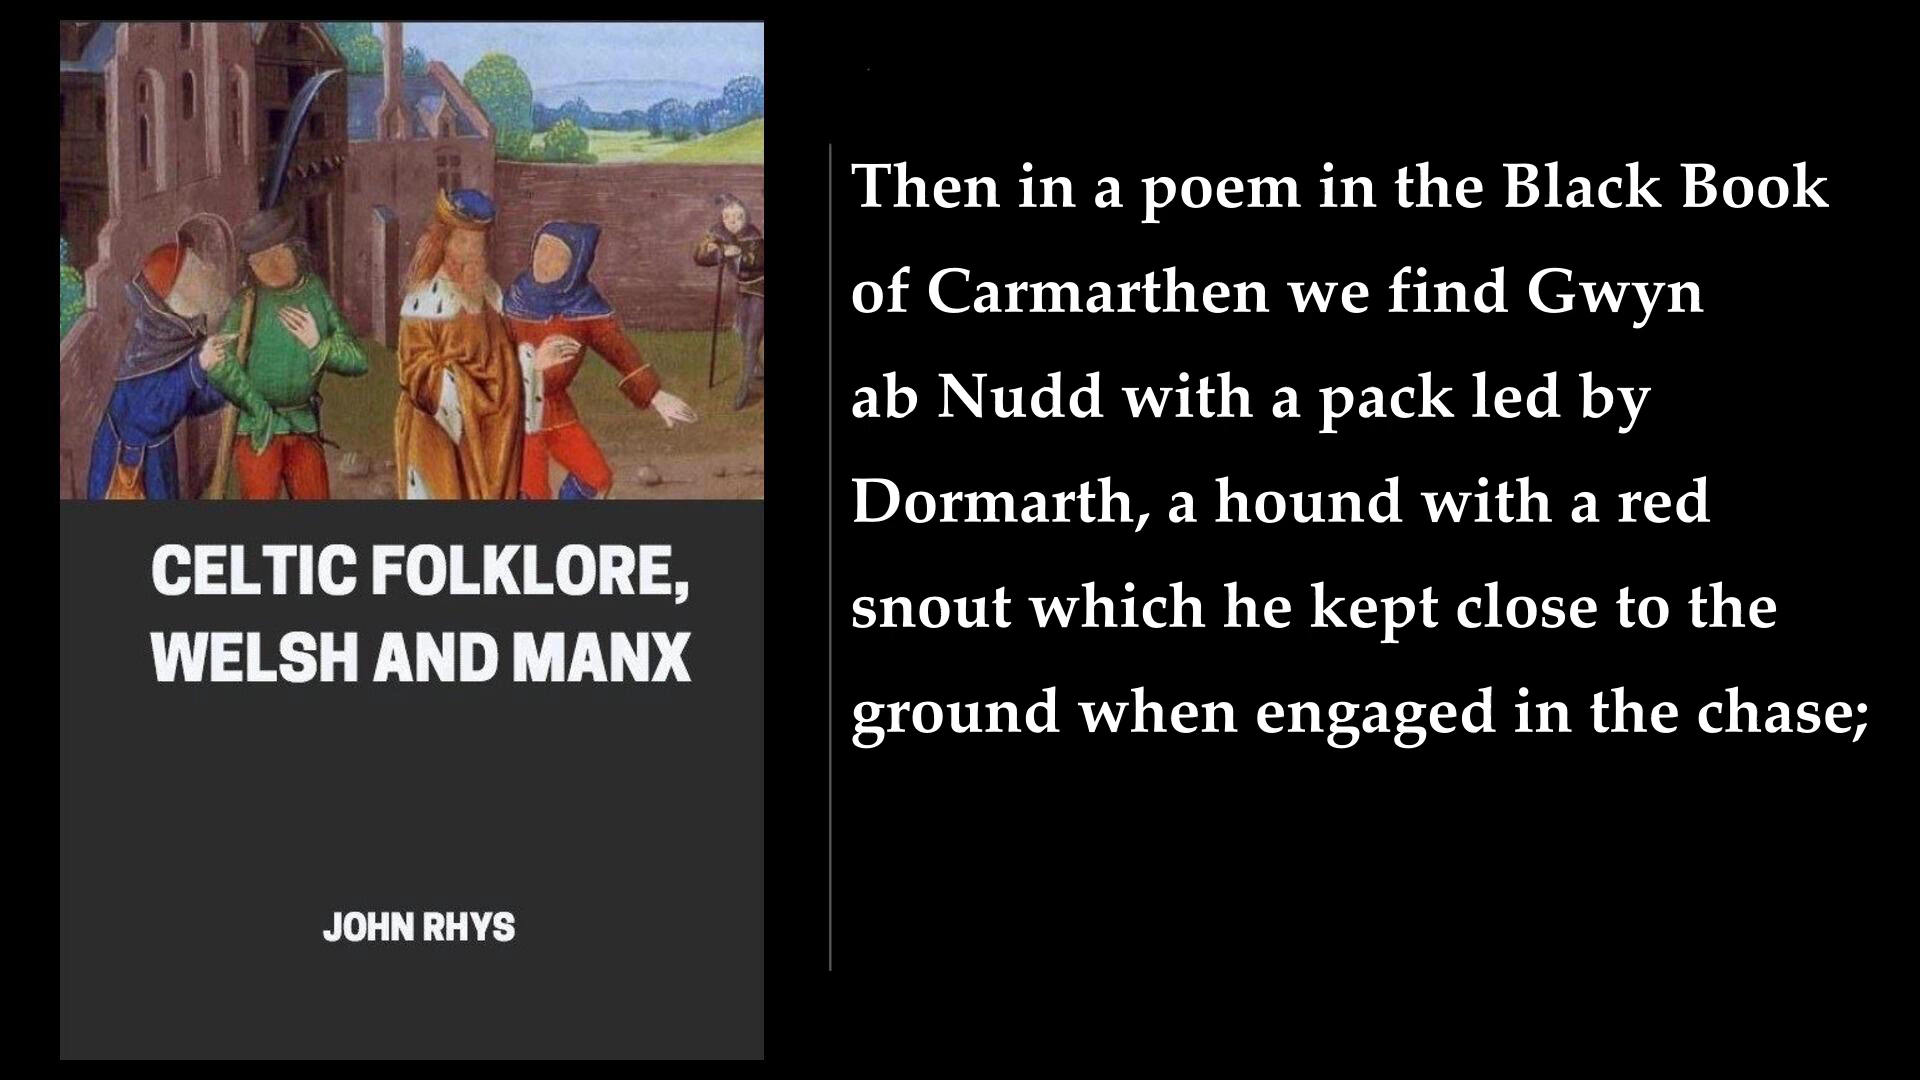 CELTIC FOLKLORE,
WELSH AND MANX
JOHN RHYS
Then in a poem in the Black Book
of Carmarthen we find Gwyn
ab Nudd with a pack led by
Dormarth, a hound with a red
snout which he kept close to the
ground when engaged in the chase;